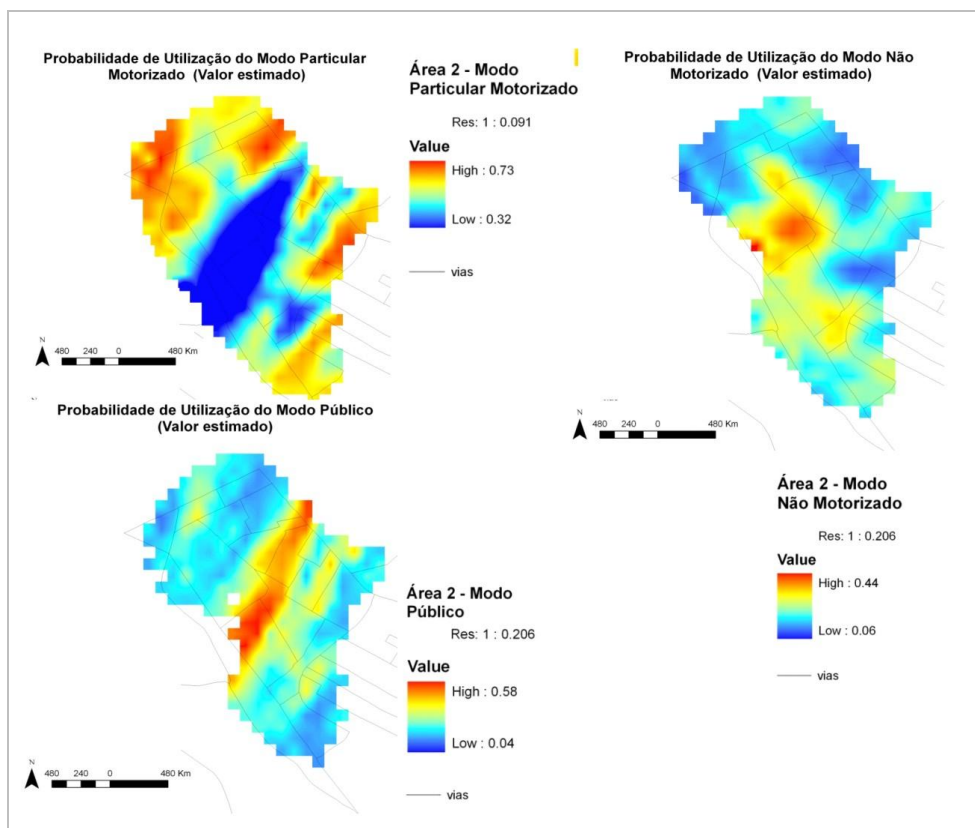 Probabilidade de Utilização do Modo Particular
Motorizado (Valor estimado)
Área 2 - Modo
Particular Motorizado
Res: 1 : 0.091
Value
High : 0.73
Low : 0.32
vias
N
480 240 0 480 Km
Probabilidade de Utilização do Modo Não
Motorizado (Valor estimado)
N
480 240 0 480 Km
Área 2 - Modo
Não Motorizado
Res: 1 : 0.206
Value
High : 0.44
Low : 0.06
vias
Probabilidade de Utilização do Modo Público
(Valor estimado)
Área 2 - Modo
Público
Res: 1 : 0.206
Value
High : 0.58
Low : 0.04
vias
N
480 240 0 480 Km